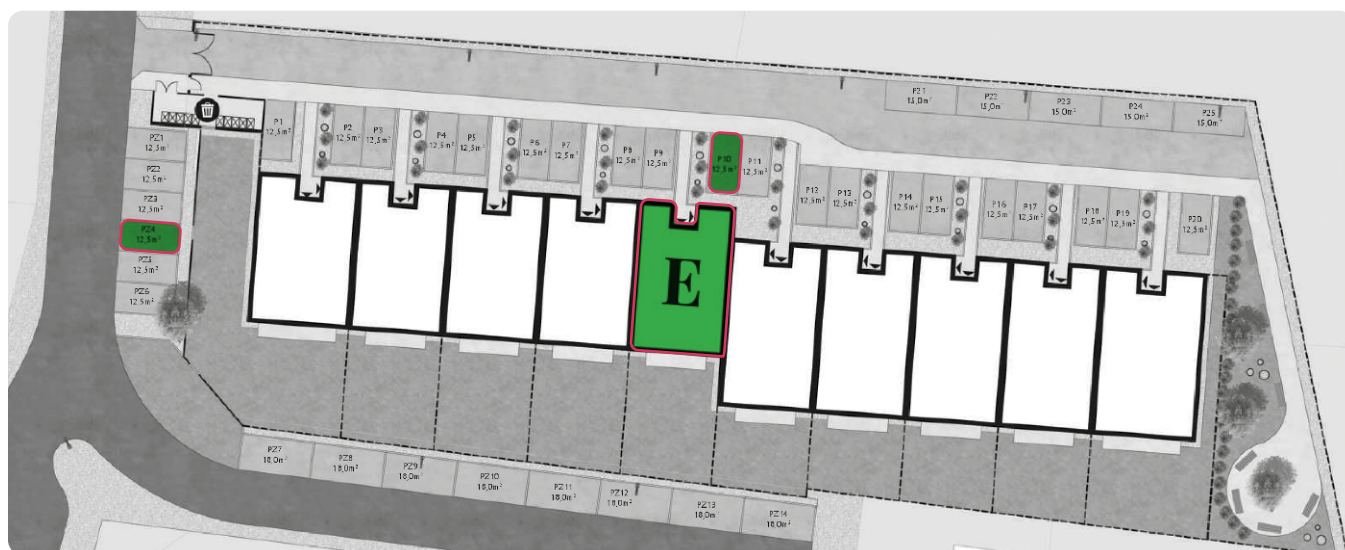 P21
15,0m²
P22
15,0m
P23
15,0m²
P24
15,0m²
P25
15,0m²
P1
12,5m²
P2
12,5m²
P3
12,5m²
P4
12,5m²
P5
12,5m²
P6
12,5m²
P7
12,5m²
P8
12,5m²
P9
12,5m²
P10
12,5m²
P11
12,5m²
P12
12,5m²
P13
12,5m²
P14
12,5m²
P15
12,5m²
P16
12,5m²
P17
12,5m²
P18
12,5m²
P19
12,5m²
P20
12,5m²
PZ1
12,5m²
PZ2
12,5m²
PZ3
12,5m²
PZ4
12,5m²
PZ5
12,5m²
PZ6
12,5m²
E
PZ7
18,0m²
PZ8
18,0m²
PZ9
18,0m²
PZ10
18,0m²
PZ11
18,0m²
PZ12
18,0m²
PZ13
18,0m
PZ14
18,0m²